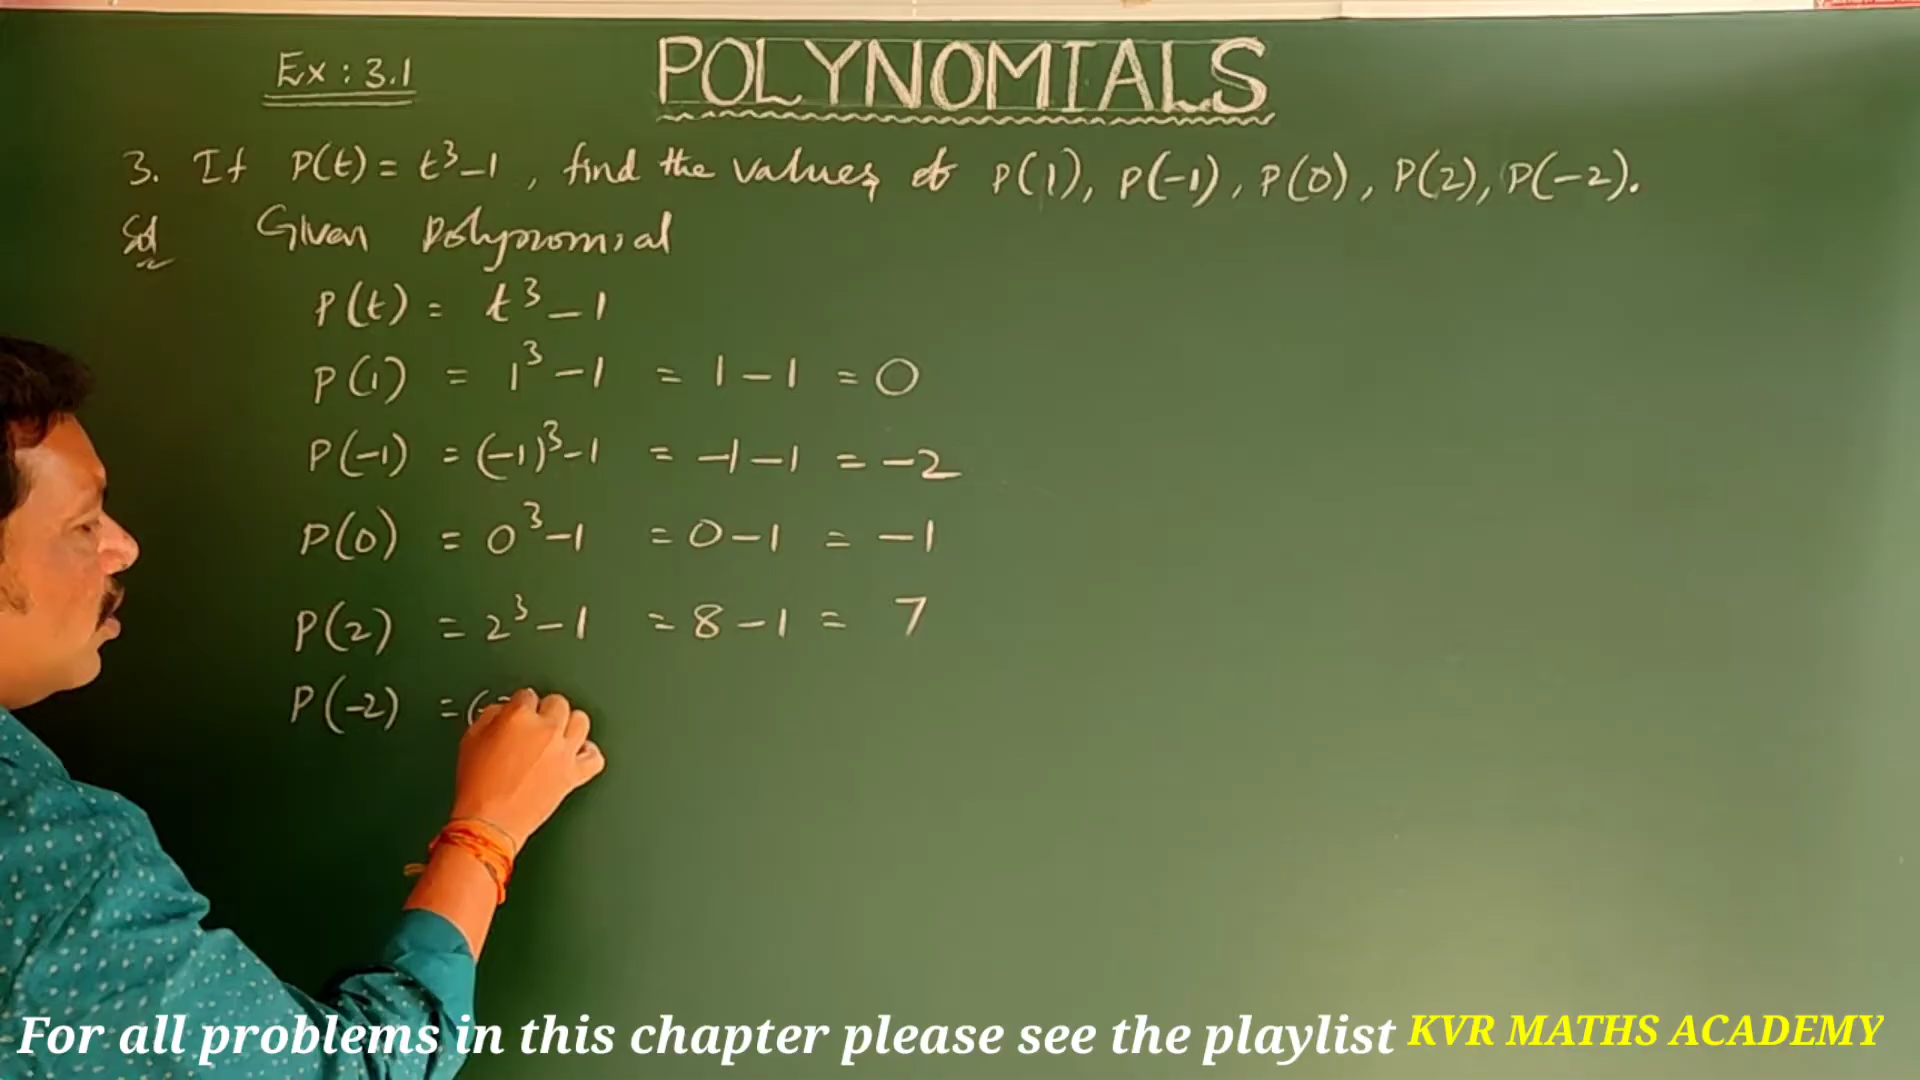 Ex : 3.1
POLYNOMIALS
3. If P(t) = t³ - 1 , find the values of P(1), P(-1), P(0), P(2), P(-2).
Sol Given Polynomial
P(t) = t³ - 1
P(1) = 1³ - 1 = 1 - 1 = 0
P(-1) = (-1)³ - 1 = -1 - 1 = -2
P(0) = 0³ - 1 = 0 - 1 = -1
P(2) = 2³ - 1 = 8 - 1 = 7
P(-2) = (-
For all problems in this chapter please see the playlist KVR MATHS ACADEMY